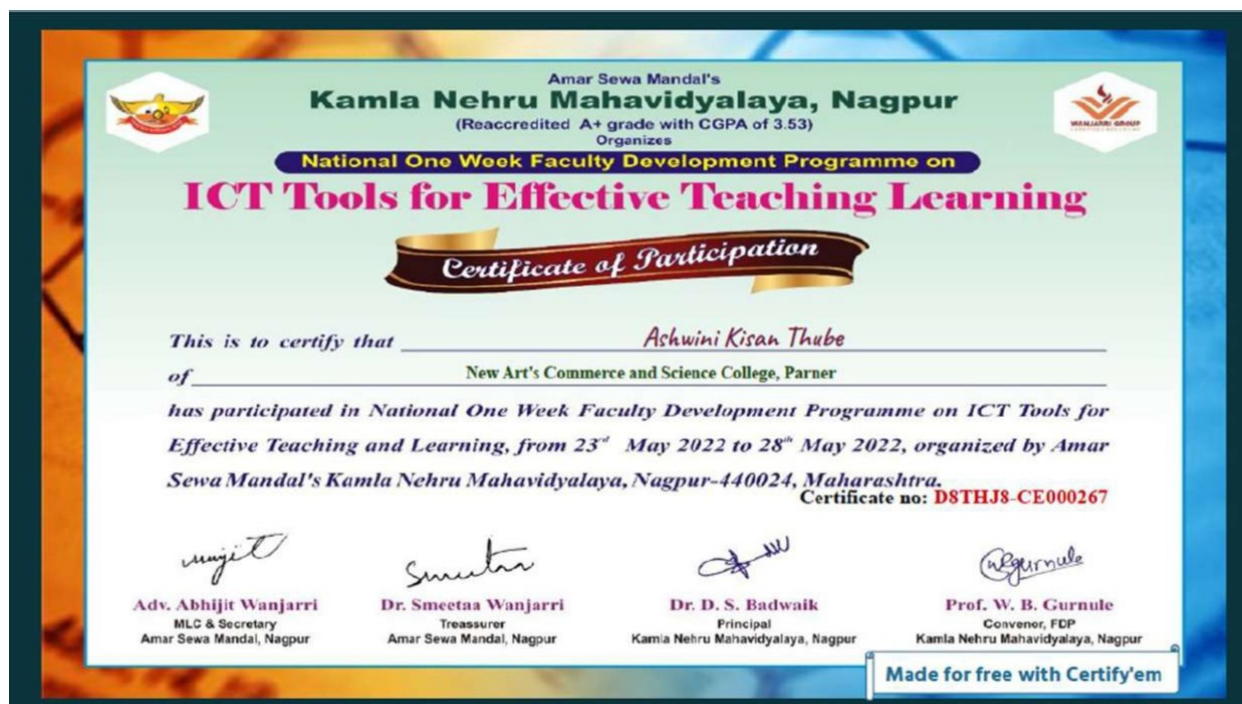 Amar Sewa Mandal's
Kamla Nehru Mahavidyalaya, Nagpur
(Reaccredited A+ grade with CGPA of 3.53)
Organizes
National One Week Faculty Development Programme on
ICT Tools for Effective Teaching Learning
WANJARRI GROUP
Certificate of Participation
This is to certify that Ashwini Kisan Thube
of New Art's Commerce and Science College, Parner
has participated in National One Week Faculty Development Programme on ICT Tools for
Effective Teaching and Learning, from 23rd May 2022 to 28th May 2022, organized by Amar
Sewa Mandal's Kamla Nehru Mahavidyalaya, Nagpur-440024, Maharashtra.
Certificate no: D8THJ8-CE000267
Adv. Abhijit Wanjarri
MLC & Secretary
Amar Sewa Mandal, Nagpur
Dr. Smeetaa Wanjarri
Treassurer
Amar Sewa Mandal, Nagpur
Dr. D. S. Badwaik
Principal
Kamla Nehru Mahavidyalaya, Nagpur
Prof. W. B. Gurnule
Convenor, FDP
Kamla Nehru Mahavidyalaya, Nagpur
Made for free with Certify'em